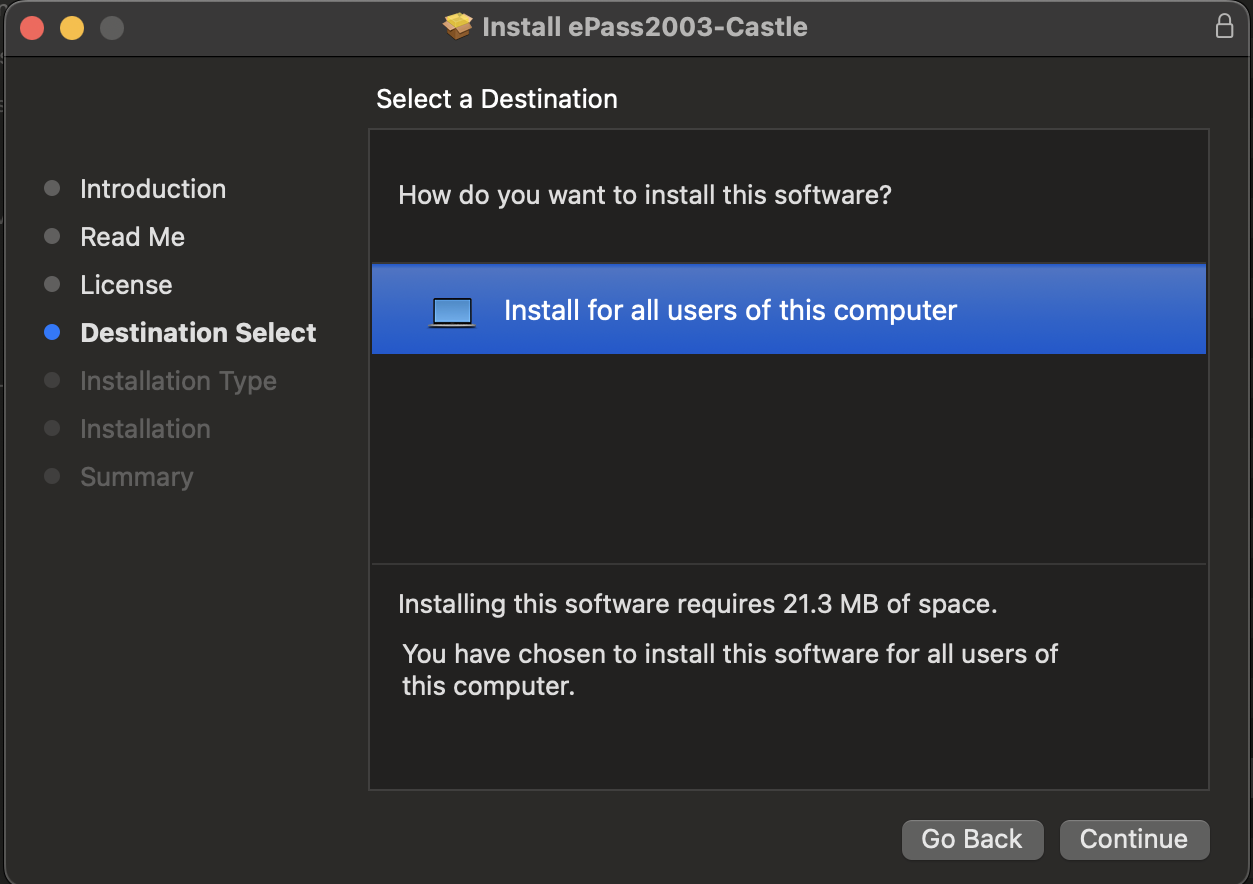 Install ePass2003-Castle
Select a Destination
Introduction
Read Me
License
Destination Select
Installation Type
Installation
Summary
How do you want to install this software?
Install for all users of this computer
Installing this software requires 21.3 MB of space.
You have chosen to install this software for all users of
this computer.
Go Back
Continue